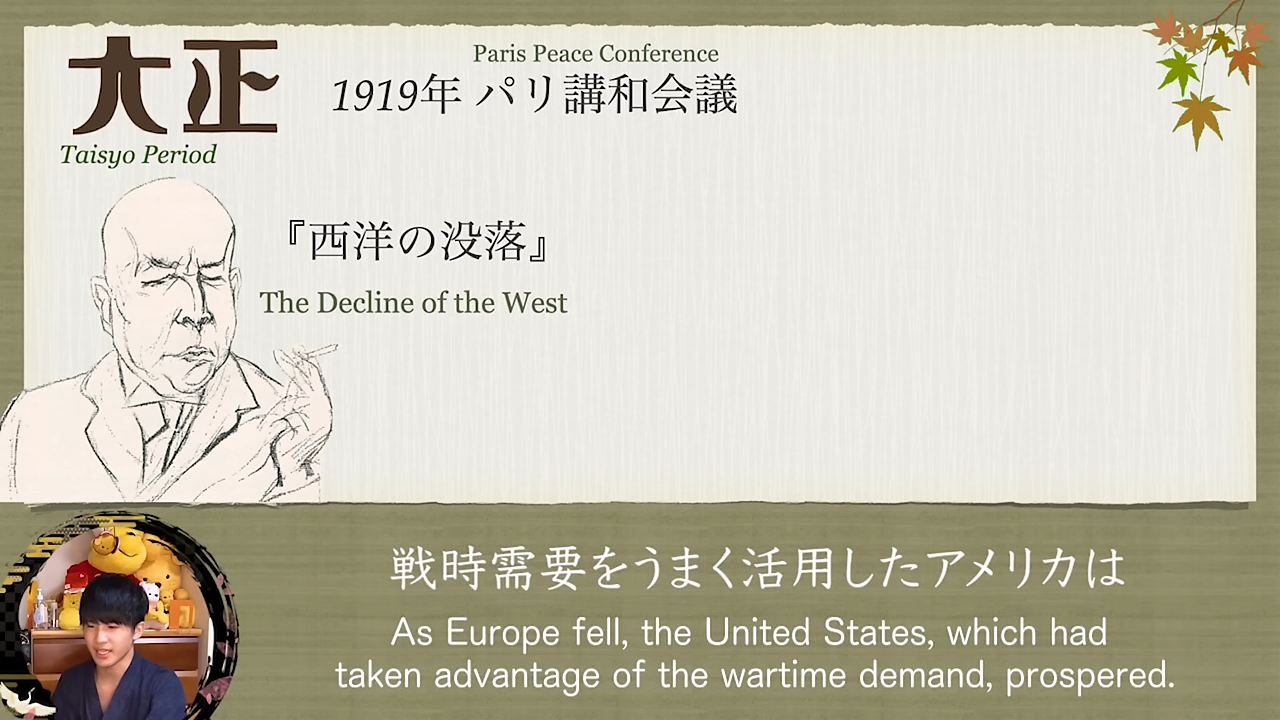 大正
Taisyo Period
Paris Peace Conference
1919年 パリ講和会議
『西洋の没落』
The Decline of the West
戦時需要をうまく活用したアメリカは
As Europe fell, the United States, which had
taken advantage of the wartime demand, prospered.